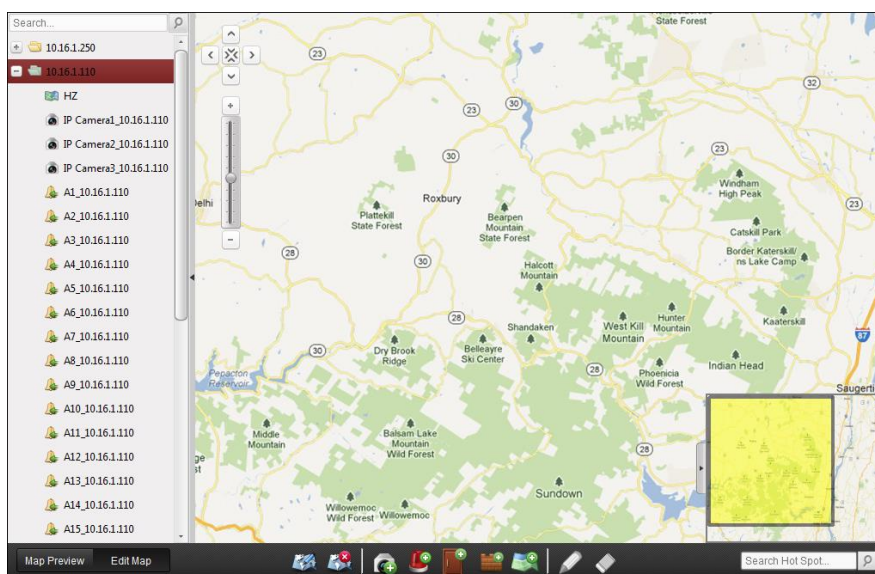 Search...
10.16.1.250
10.16.1.110
HZ
IP Camera1_10.16.1.110
IP Camera2_10.16.1.110
IP Camera3_10.16.1.110
A1_10.16.1.110
A2_10.16.1.110
A3_10.16.1.110
A4_10.16.1.110
A5_10.16.1.110
A6_10.16.1.110
A7_10.16.1.110
A8_10.16.1.110
A9_10.16.1.110
A10_10.16.1.110
A11_10.16.1.110
A12_10.16.1.110
A13_10.16.1.110
A14_10.16.1.110
A15_10.16.1.110
State Forest
23
32
23
30
23
30
Windham
High Peak
elhi
Roxbury
23
Plattekill
State Forest
Bearpen
Mountain
State Forest
Catskill Park
28
30
Border Katerskill/
ns Lake Camp
Halcott
Mountain
28
Shandaken
West Kill
Mountain
Hunter
Mountain
Kaaterskill
87
30
Dry Brook
Ridge
Belleayre
Ski Center
28
Phoenicia
Wild Forest
Indian Head
Pepacton
Reservoir
Saugerti
Middle
Mountain
Balsam Lake
Mountain
Wild Forest
28
ge
st
Sundown
Willowemoc
Wild Forest
Willowemoc
Map Preview
Edit Map
Search Hot Spot...